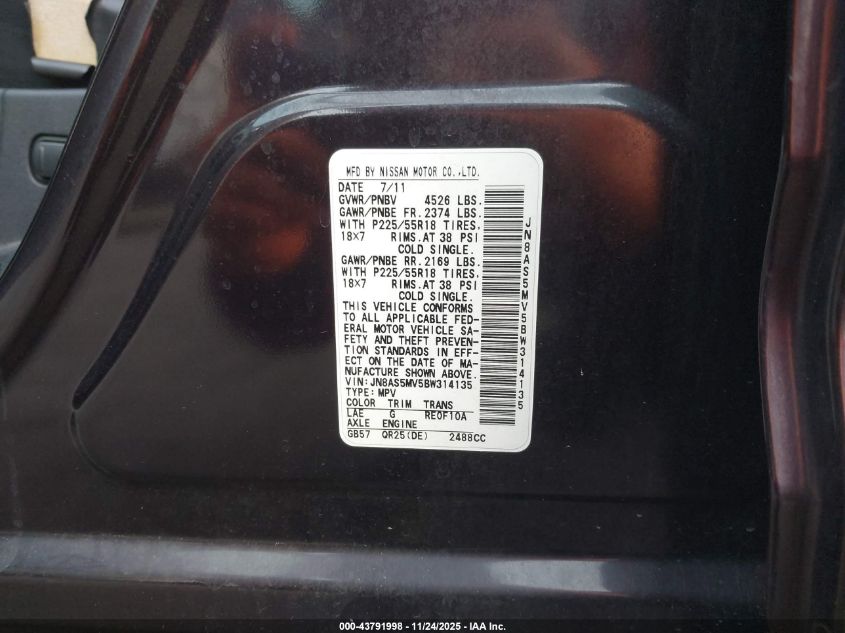 MFD BY NISSAN MOTOR CO.,LTD.
DATE 7/11
GVWR/PNBV 4526 LBS.
GAWR/PNBE FR. 2374 LBS.
WITH P225/55R18 TIRES.
18×7 RIMS.AT 38 PSI
COLD SINGLE.
GAWR/PNBE RR. 2169 LBS.
WITH P225/55R18 TIRES.
18×7 RIMS.AT 38 PSI
COLD SINGLE.
THIS VEHICLE CONFORMS
TO ALL APPLICABLE FED-
ERAL MOTOR VEHICLE SA-
FETY AND THEFT PREVEN-
TION STANDARDS IN EFF-
ECT ON THE DATE OF MA-
NUFACTURE SHOWN ABOVE.
VIN: JN8AS5MV5BW314135
TYPE: MPV
COLOR TRIM TRANS
LAE G RE0F10A
AXLE ENGINE
GB57 QR25(DE) 2488CC
JN8AS5MV5BW314135
000-43791998 - 11/24/2025 - IAA Inc.